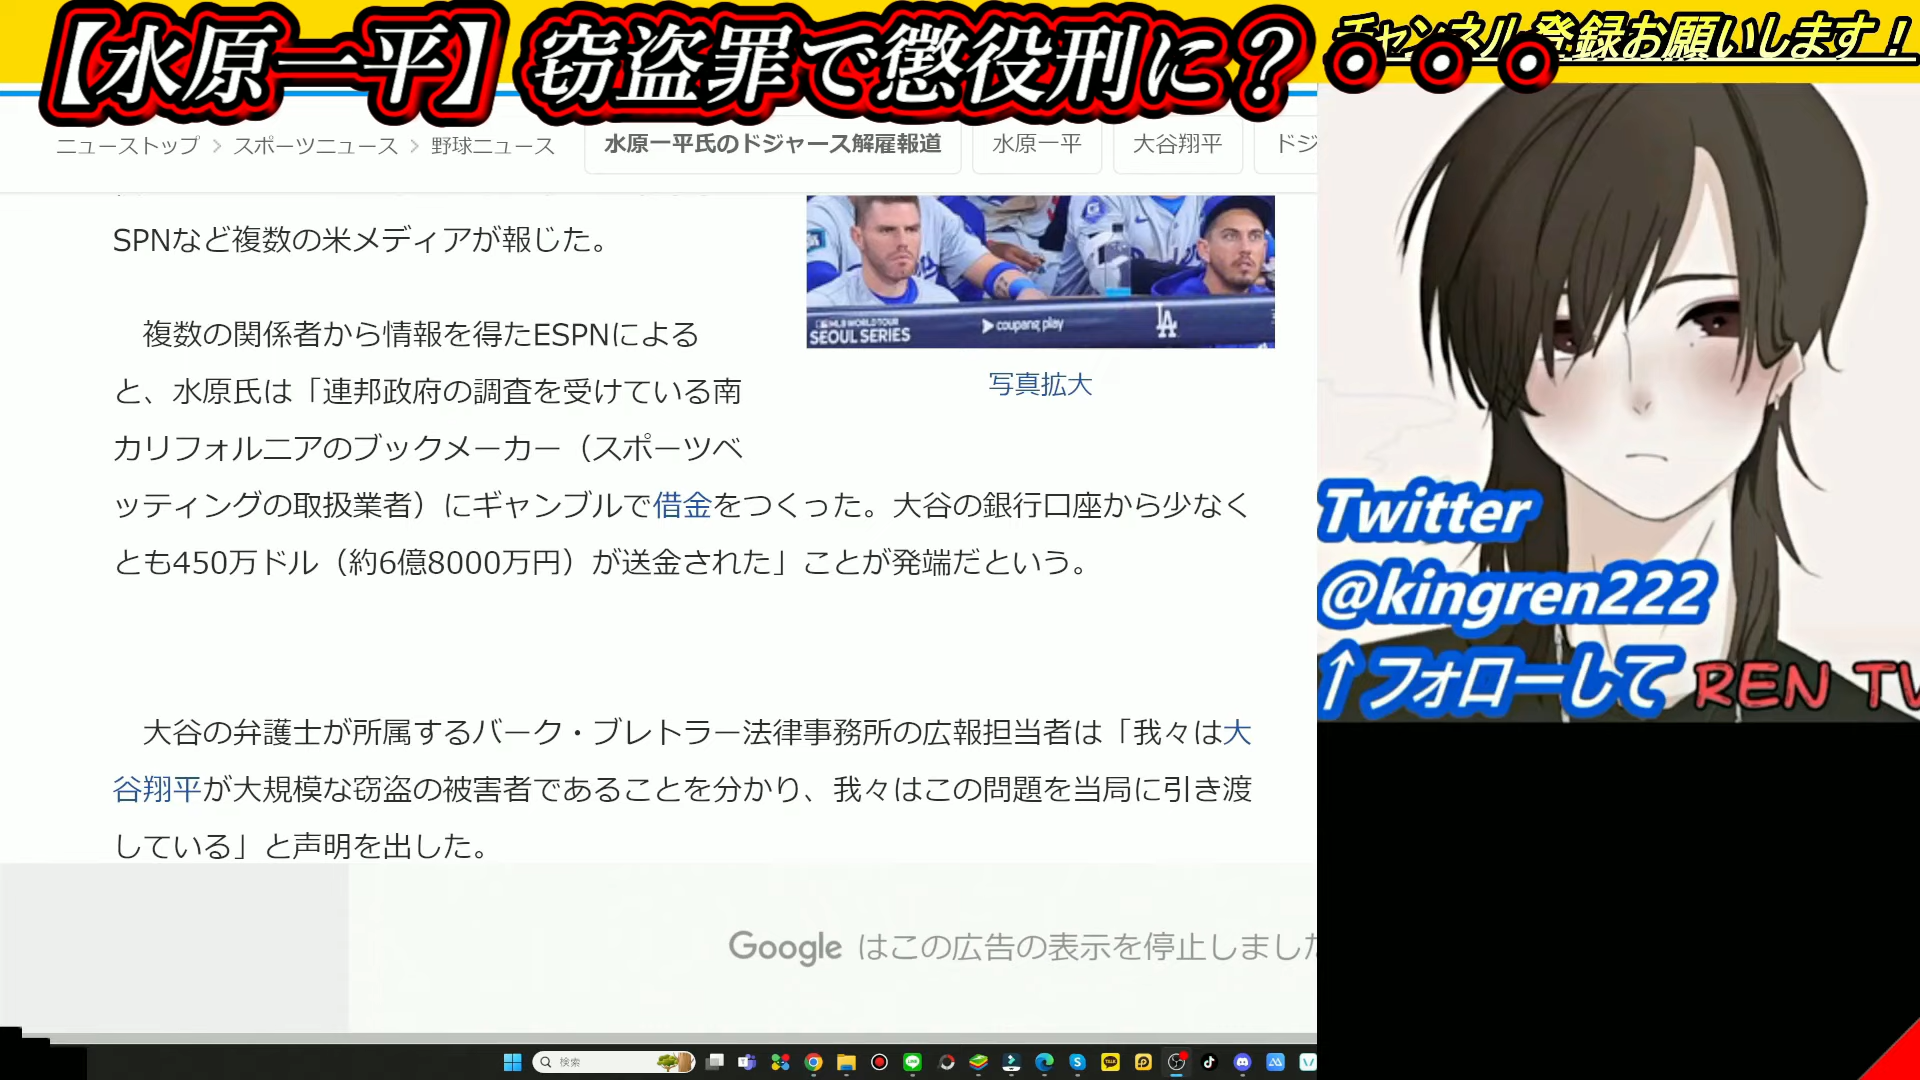 【水原一平】窃盗罪で懲役刑に？。。。
チャンネル登録お願いします！
ニューストップ > スポーツニュース > 野球ニュース
水原一平氏のドジャース解雇報道
水原一平
大谷翔平
ドジ
SPNなど複数の米メディアが報じた。
複数の関係者から情報を得たESPNによる
と、水原氏は「連邦政府の調査を受けている南
カリフォルニアのブックメーカー（スポーツベ
ッティングの取扱業者）にギャンブルで借金をつくった。大谷の銀行口座から少なく
とも450万ドル（約6億8000万円）が送金された」ことが発端だという。
MLB WORLD TOUR
SEOUL SERIES
coupang play
LA
写真拡大
大谷の弁護士が所属するバーク・ブレトラー法律事務所の広報担当者は「我々は大
谷翔平が大規模な窃盗の被害者であることを分かり、我々はこの問題を当局に引き渡
している」と声明を出した。
Google はこの広告の表示を停止しまし
Twitter
@kingren222
↑フォローして
REN TV
検索